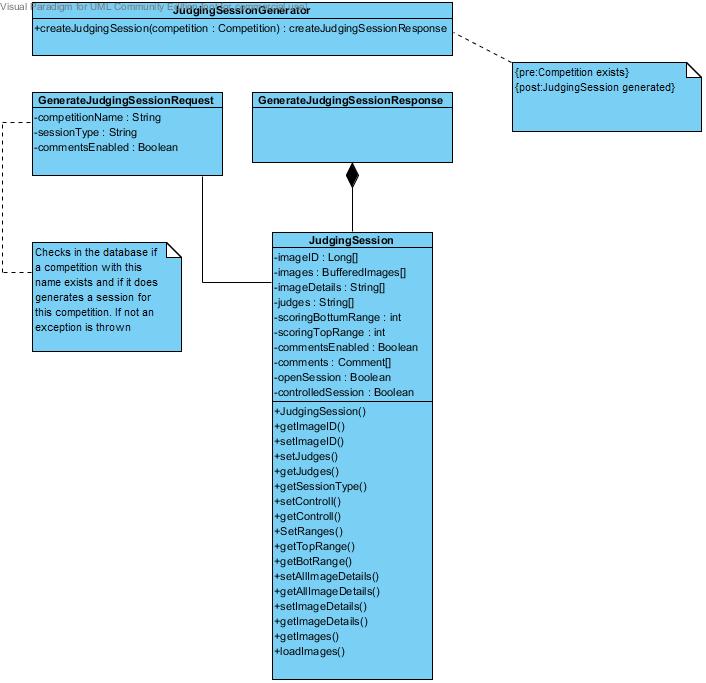 Visual Paradigm for UML Community Edition [not for commercial use]
JudgingSessionGenerator
+createJudgingSession(competition : Competition) : createJudgingSessionResponse
{pre:Competition exists}
{post:JudgingSession generated}
GenerateJudgingSessionRequest
-competitionName : String
-sessionType : String
-commentsEnabled : Boolean
GenerateJudgingSessionResponse
Checks in the database if
a competition with this
name exists and if it does
generates a session for
this competition. If not an
exception is thrown
JudgingSession
-imageID : Long[]
-images : BufferedImages[]
-imageDetails : String[]
-judges : String[]
-scoringBottumRange : int
-scoringTopRange : int
-commentsEnabled : Boolean
-comments : Comment[]
-openSession : Boolean
-controlledSession : Boolean
+JudgingSession()
+getImageID()
+setImageID()
+setJudges()
+getJudges()
+getSessionType()
+setControll()
+getControll()
+SetRanges()
+getTopRange()
+getBotRange()
+setAllImageDetails()
+getAllImageDetails()
+setImageDetails()
+getImageDetails()
+getImages()
+loadImages()